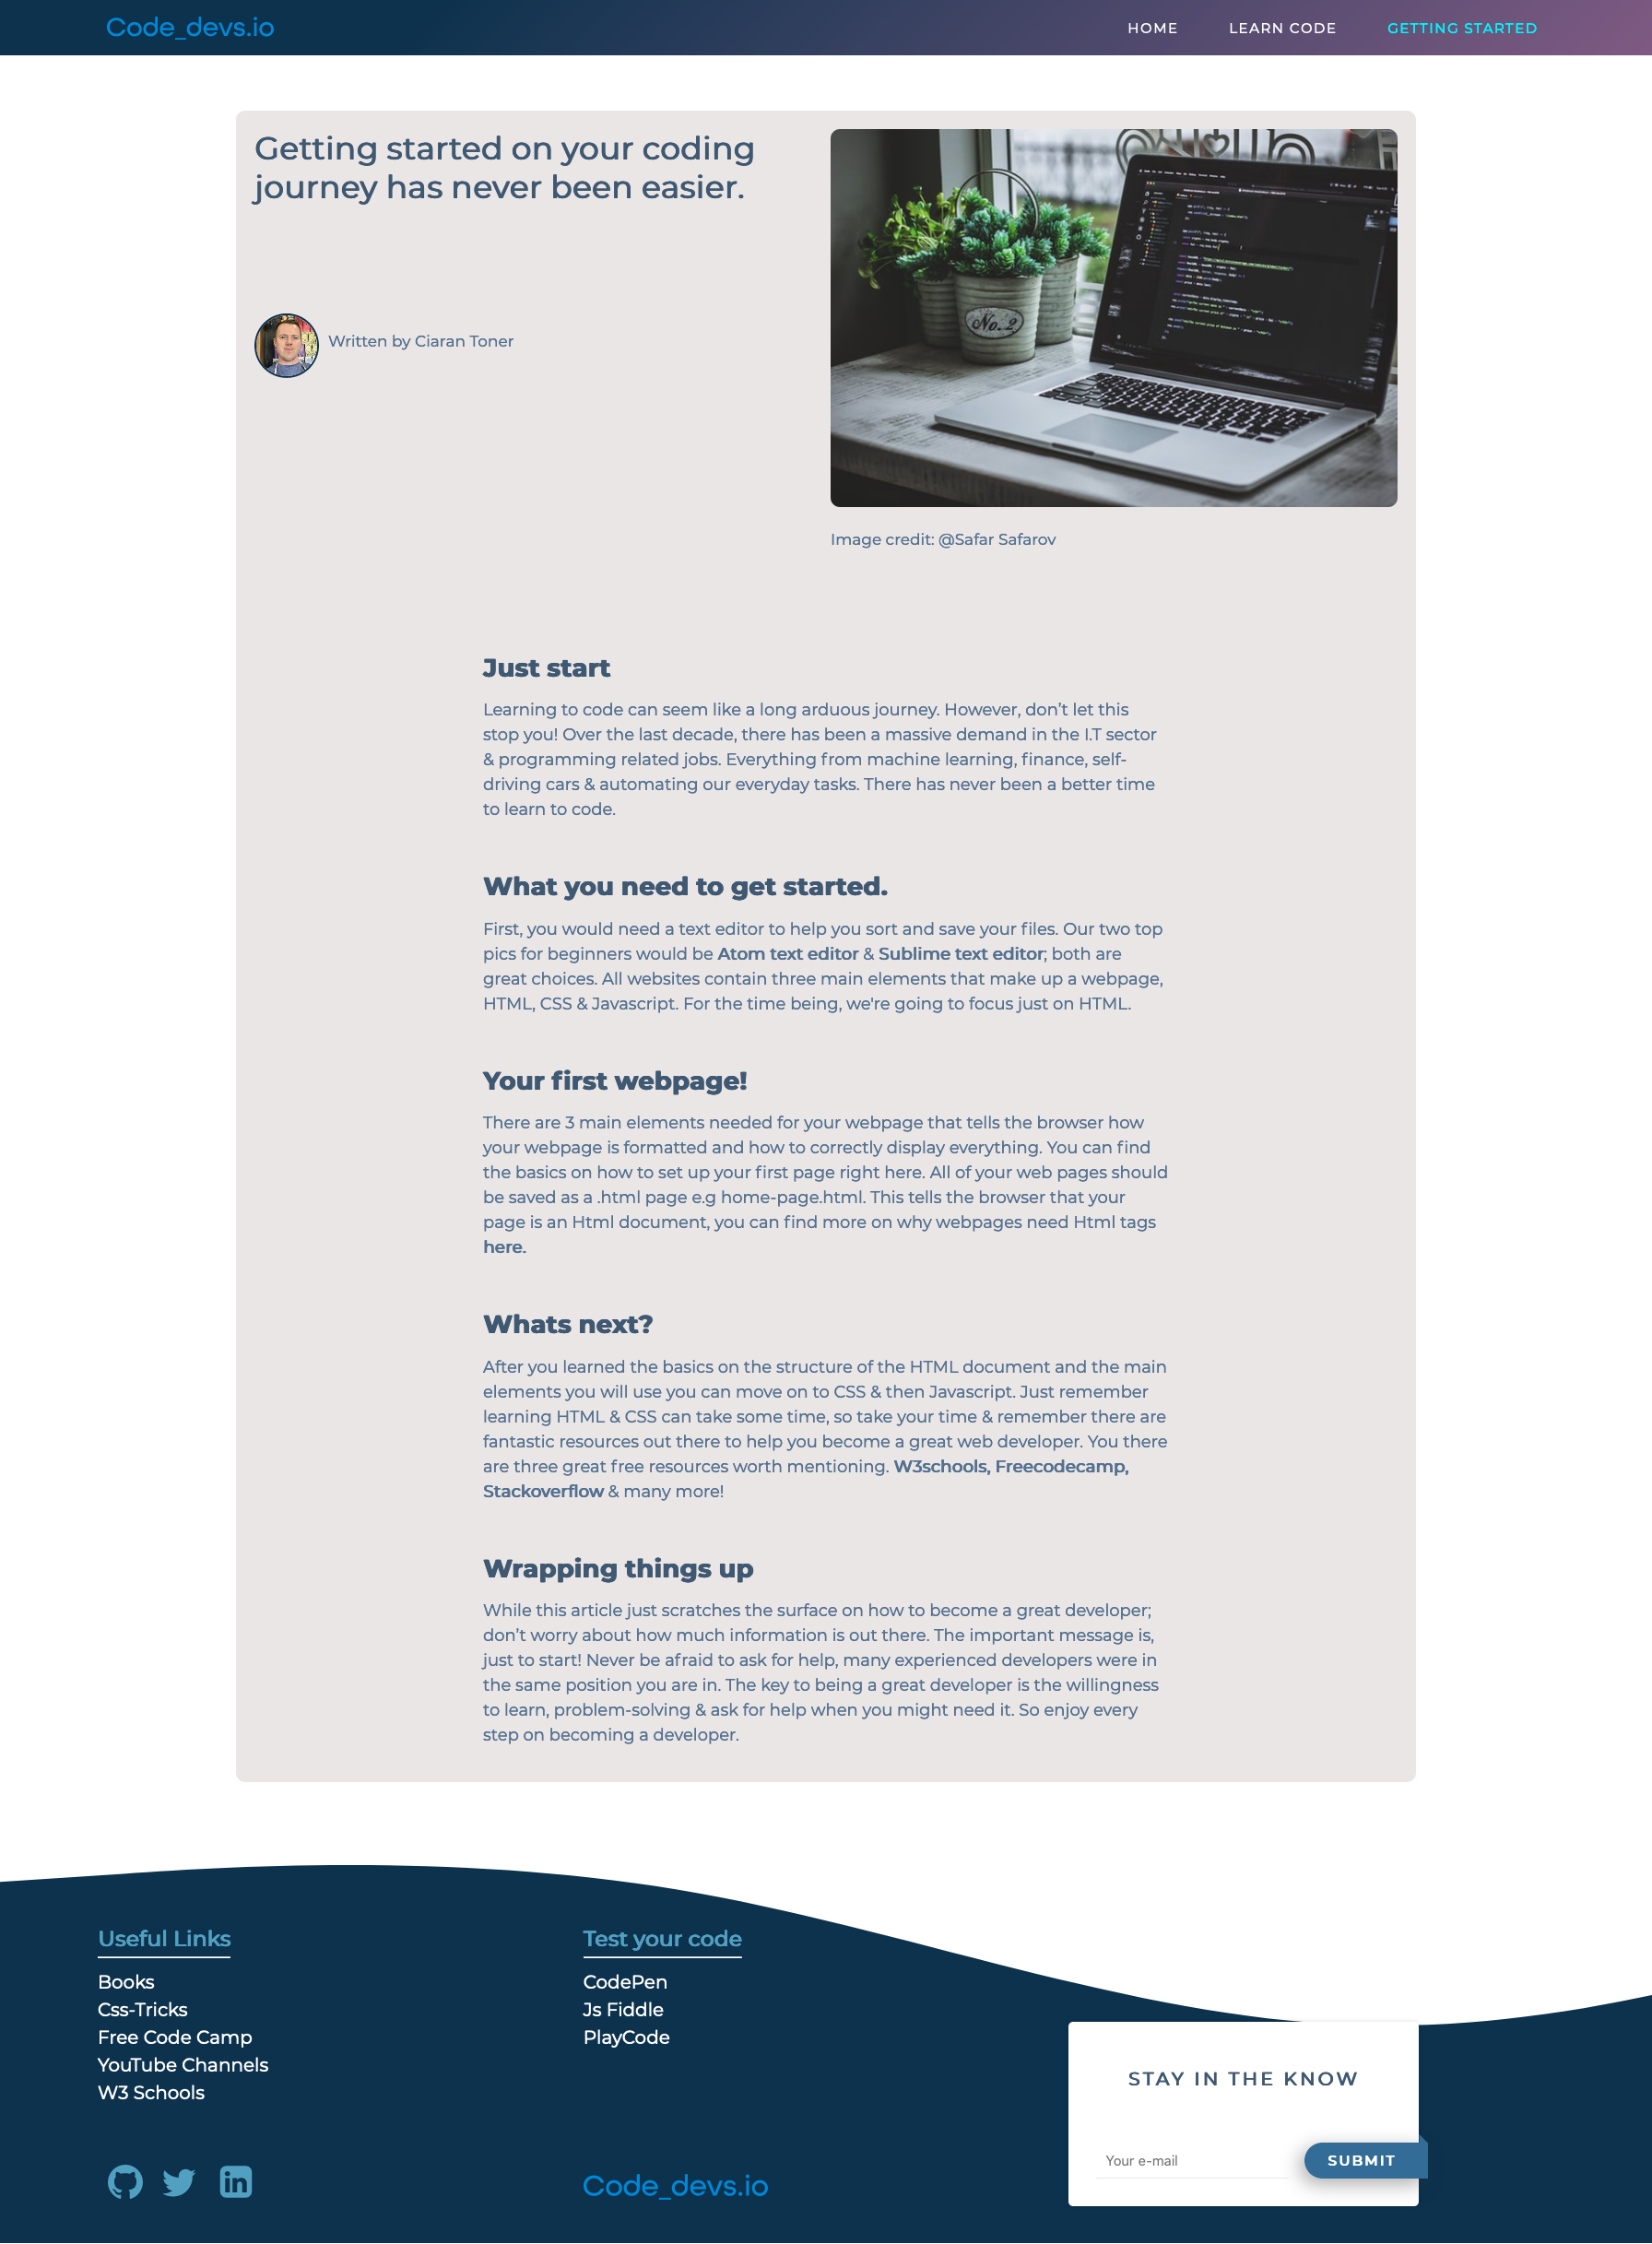 Code_devs.io
HOME
LEARN CODE
GETTING STARTED
Getting started on your coding
journey has never been easier.
No. 2
Written by Ciaran Toner
Image credit: @Safar Safarov
Just start
Learning to code can seem like a long arduous journey. However, don’t let this
stop you! Over the last decade, there has been a massive demand in the I.T sector
& programming related jobs. Everything from machine learning, finance, self-
driving cars & automating our everyday tasks. There has never been a better time
to learn to code.
What you need to get started.
First, you would need a text editor to help you sort and save your files. Our two top
pics for beginners would be Atom text editor & Sublime text editor; both are
great choices. All websites contain three main elements that make up a webpage,
HTML, CSS & Javascript. For the time being, we're going to focus just on HTML.
Your first webpage!
There are 3 main elements needed for your webpage that tells the browser how
your webpage is formatted and how to correctly display everything. You can find
the basics on how to set up your first page right here. All of your web pages should
be saved as a .html page e.g home-page.html. This tells the browser that your
page is an Html document, you can find more on why webpages need Html tags
here.
Whats next?
After you learned the basics on the structure of the HTML document and the main
elements you will use you can move on to CSS & then Javascript. Just remember
learning HTML & CSS can take some time, so take your time & remember there are
fantastic resources out there to help you become a great web developer. You there
are three great free resources worth mentioning. W3schools, Freecodecamp,
Stackoverflow & many more!
Wrapping things up
While this article just scratches the surface on how to become a great developer;
don’t worry about how much information is out there. The important message is,
just to start! Never be afraid to ask for help, many experienced developers were in
the same position you are in. The key to being a great developer is the willingness
to learn, problem-solving & ask for help when you might need it. So enjoy every
step on becoming a developer.
Useful Links
Books
Css-Tricks
Free Code Camp
YouTube Channels
W3 Schools
Test your code
CodePen
Js Fiddle
PlayCode
STAY IN THE KNOW
Your e-mail
SUBMIT
in
Code_devs.io